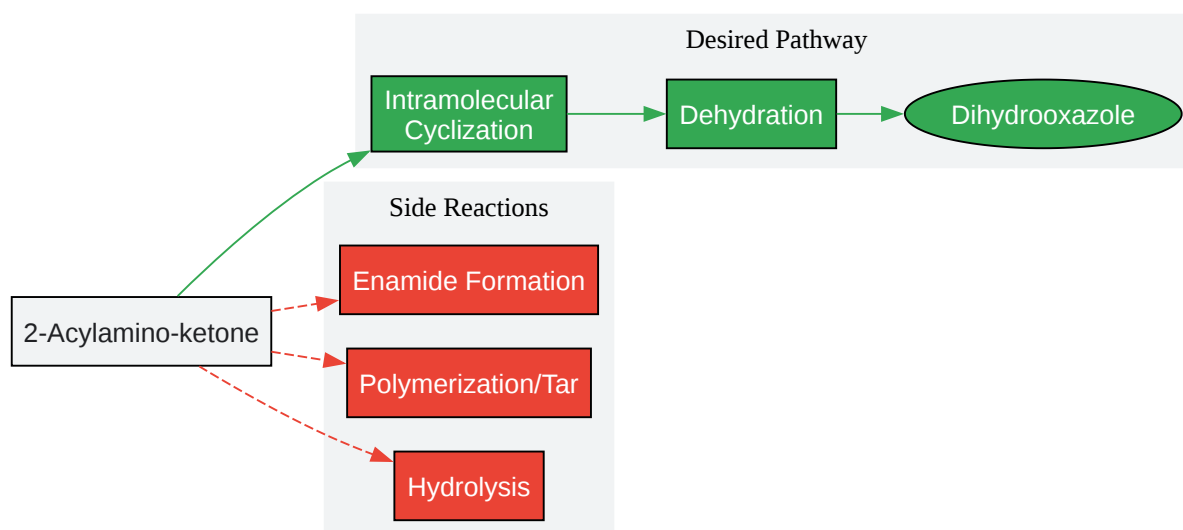 Desired Pathway
Intramolecular
Cyclization
Dehydration
Dihydrooxazole
Side Reactions
Enamide Formation
2-Acylamino-ketone
Polymerization/Tar
Hydrolysis